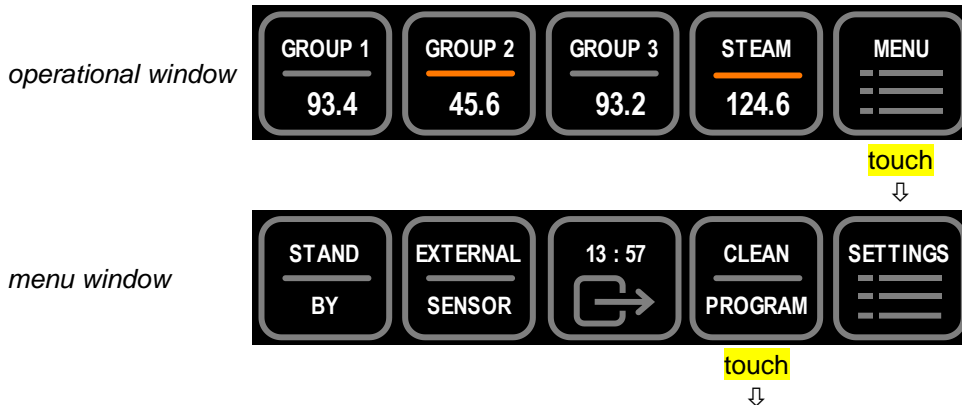 operational window
GROUP 1 GROUP 2 GROUP 3 STEAM MENU
93.4 45.6 93.2 124.6
touch
⇩
menu window
STAND EXTERNAL 13 : 57 CLEAN SETTINGS
BY SENSOR PROGRAM
touch
⇩